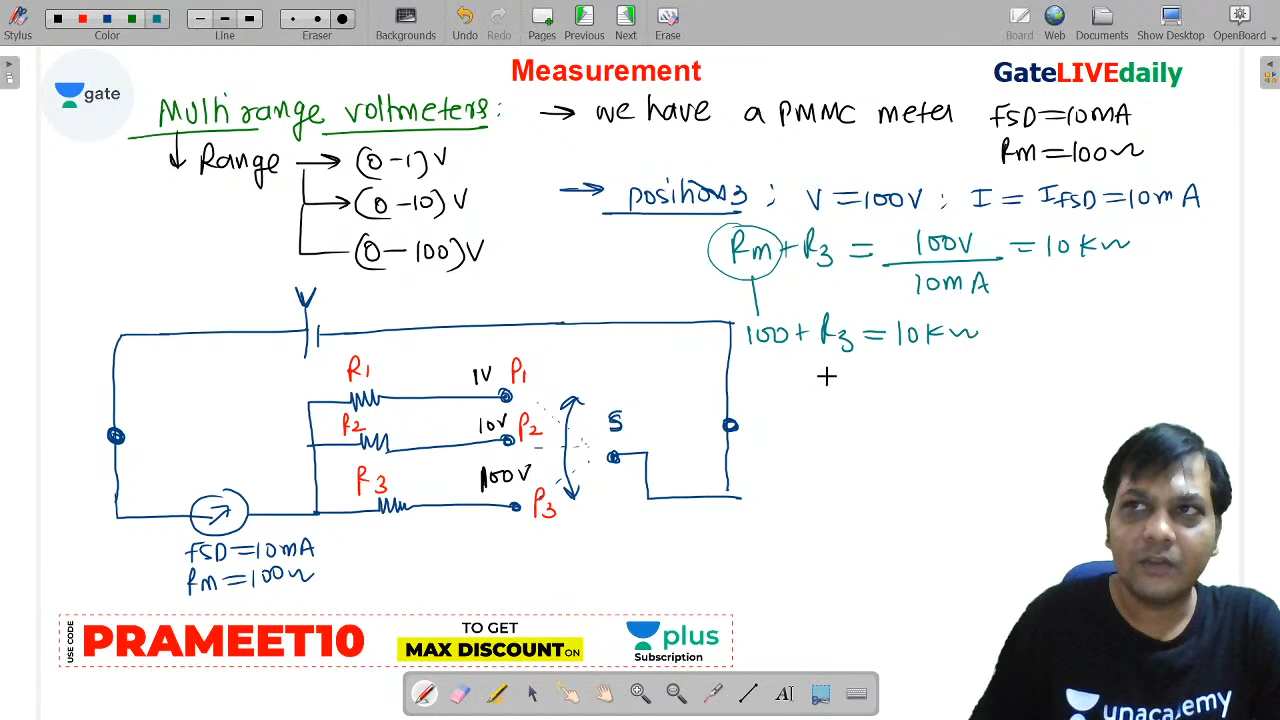 Stylus
Color
Line
Eraser
Backgrounds
Undo
Redo
Pages
Previous
Next
Erase
Board
Web
Documents
Show Desktop
OpenBoard
gate
Measurement
GateLIVEdaily
Multi range voltmeters:
→ we have a PMMC meter
FSD=10mA
Rm=100Ω
Range → (0-1)V
→ (0-10)V
(0-100)V
→ position 3; V=100V; I = IFSD=10mA
Rm+R3 = 100V/10mA = 10KΩ
100+R3=10KΩ
V
R1
1V
P1
R2
10V
P2
S
R3
100V
P3
FSD=10mA
Rm=100Ω
USE CODE
PRAMEET10
TO GET
MAX DISCOUNT ON
plus
Subscription
unacademy